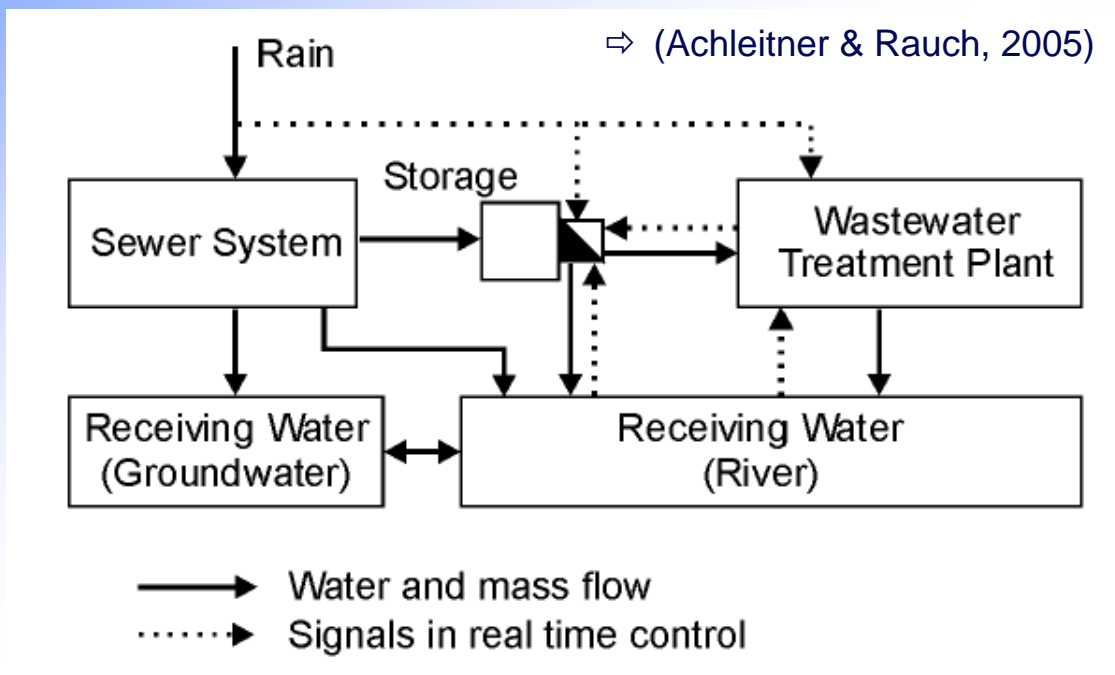 Rain
⇨ (Achleitner & Rauch, 2005)
Storage
Sewer System
Wastewater
Treatment Plant
Receiving Water
(Groundwater)
Receiving Water
(River)
Water and mass flow
Signals in real time control